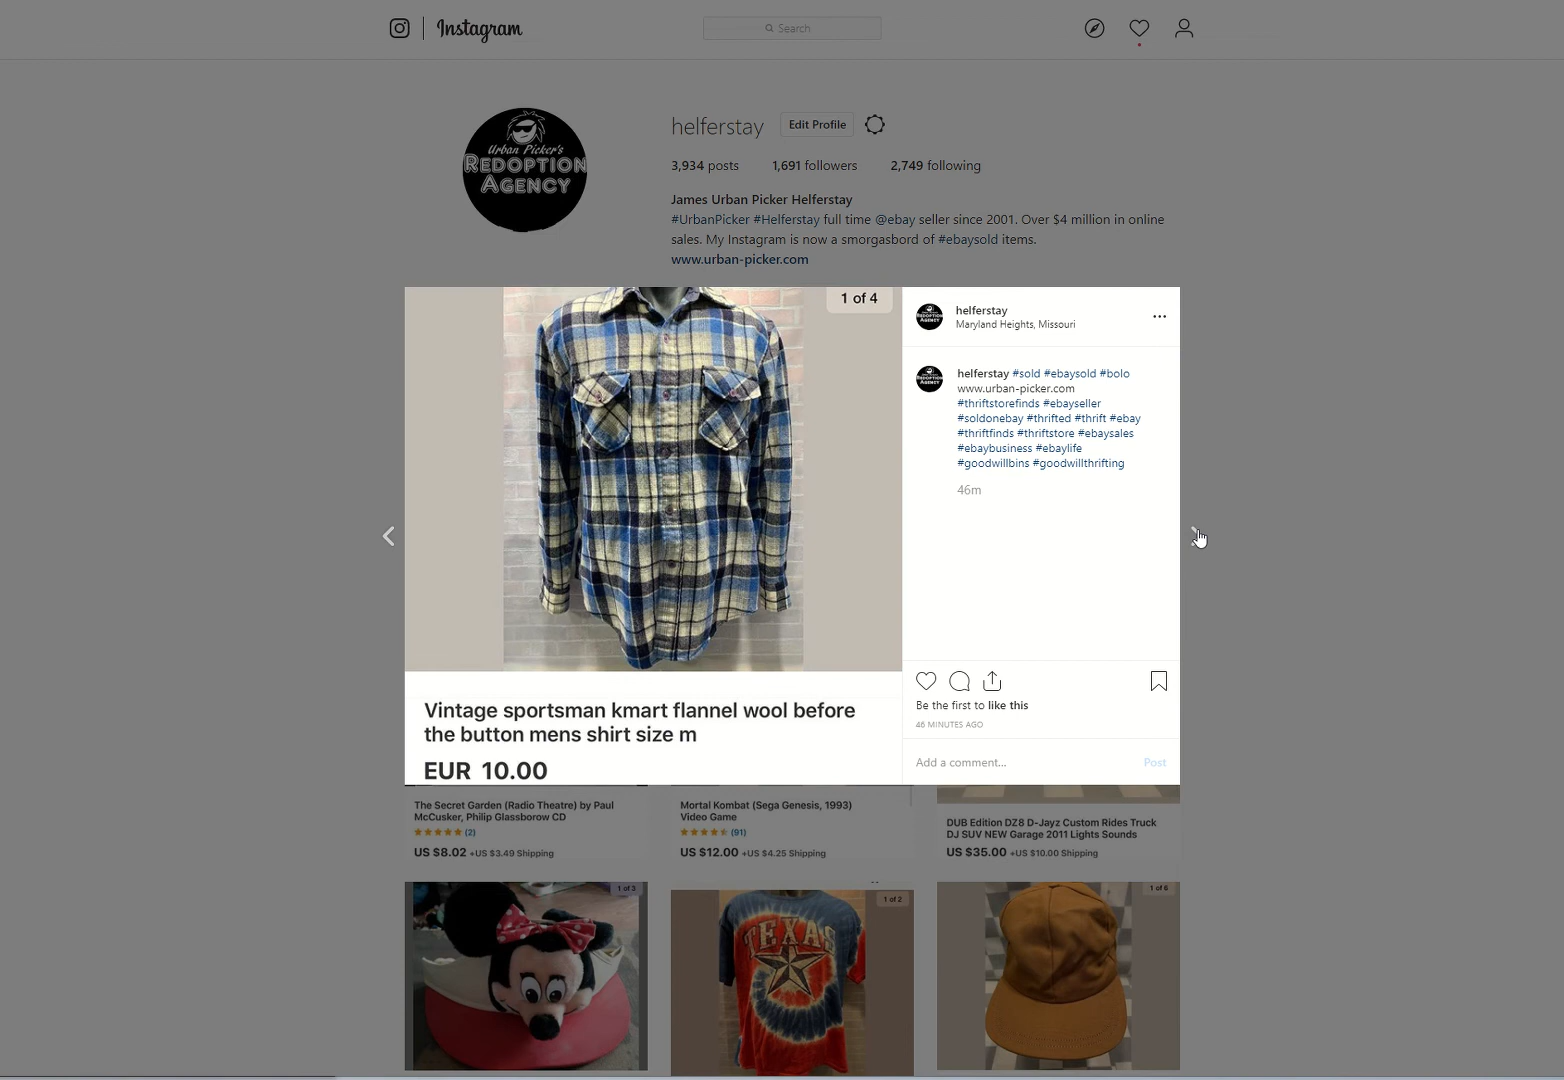 Instagram
Search
Urban Picker's
REDOPTION
AGENCY
helferstay
Edit Profile
3,934 posts 1,691 followers 2,749 following
James Urban Picker Helferstay
#UrbanPicker #Helferstay full time @ebay seller since 2001. Over $4 million in online
sales. My Instagram is now a smorgasbord of #ebaysold items.
www.urban-picker.com
1 of 4
Vintage sportsman kmart flannel wool before
the button mens shirt size m
EUR 10.00
helferstay
Maryland Heights, Missouri
helferstay #sold #ebaysold #bolo
www.urban-picker.com
#thriftstorefinds #ebayseller
#soldonebay #thrifted #thrift #ebay
#thriftfinds #thriftstore #ebaysales
#ebaybusiness #ebaylife
#goodwillbins #goodwillthrifting
46m
Be the first to like this
46 MINUTES AGO
Add a comment...
Post
The Secret Garden (Radio Theatre) by Paul
McCusker, Philip Glassborow CD
(2)
US $8.02 +US $3.49 Shipping
Mortal Kombat (Sega Genesis, 1993)
Video Game
(91)
US $12.00 +US $4.25 Shipping
DUB Edition DZ8 D-Jayz Custom Rides Truck
DJ SUV NEW Garage 2011 Lights Sounds
US $35.00 +US $10.00 Shipping
1 of 3
1 of 2
TEXAS
1 of 6